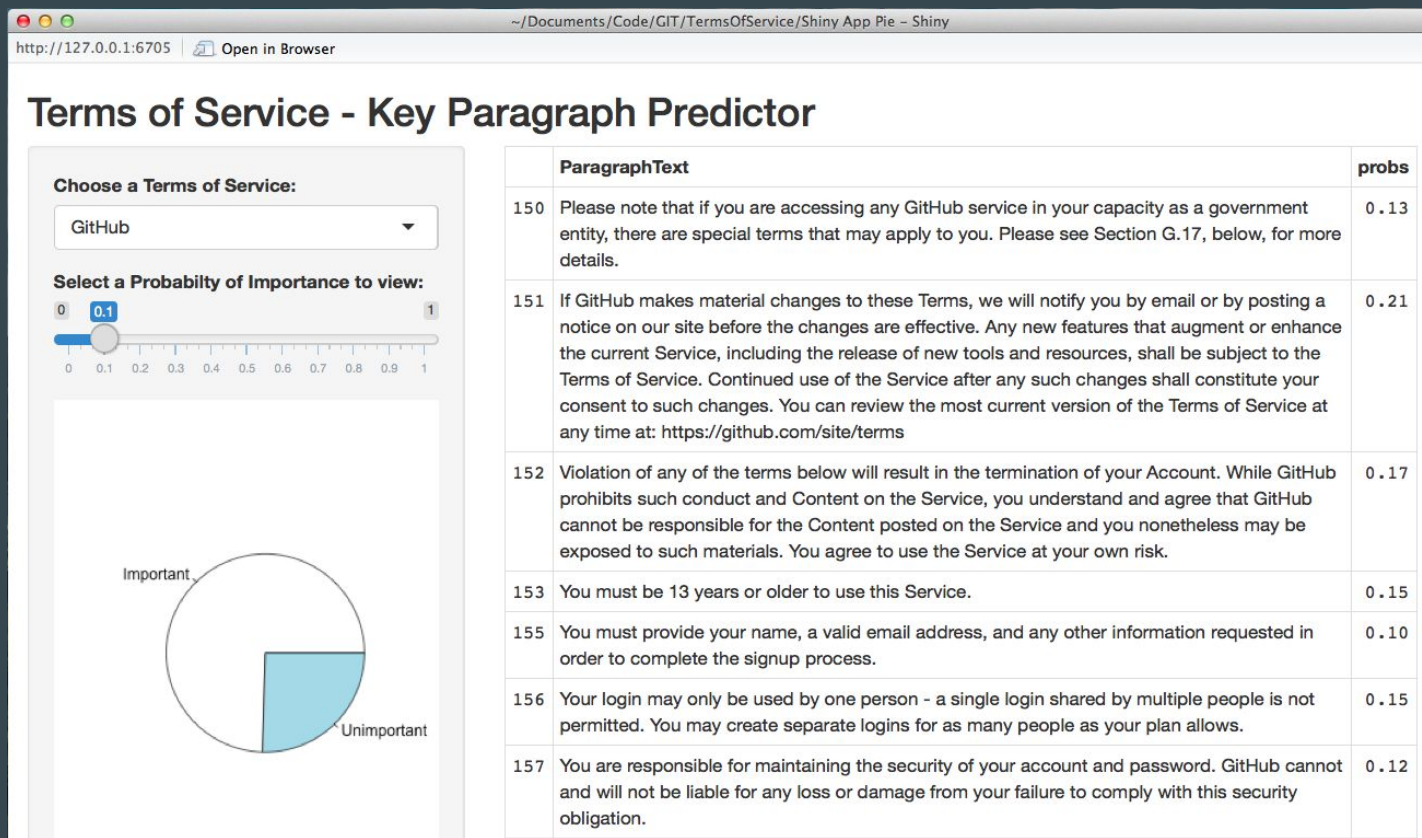 ~/Documents/Code/GIT/TermsOfService/Shiny App Pie - Shiny
http://127.0.0.1:6705 Open in Browser
Terms of Service - Key Paragraph Predictor
Choose a Terms of Service:
GitHub
Select a Probabilty of Importance to view:
0 0.1 1
0 0.1 0.2 0.3 0.4 0.5 0.6 0.7 0.8 0.9 1
Important
Unimportant
ParagraphText probs
150 Please note that if you are accessing any GitHub service in your capacity as a government 0.13
entity, there are special terms that may apply to you. Please see Section G.17, below, for more
details.
151 If GitHub makes material changes to these Terms, we will notify you by email or by posting a 0.21
notice on our site before the changes are effective. Any new features that augment or enhance
the current Service, including the release of new tools and resources, shall be subject to the
Terms of Service. Continued use of the Service after any such changes shall constitute your
consent to such changes. You can review the most current version of the Terms of Service at
any time at: https://github.com/site/terms
152 Violation of any of the terms below will result in the termination of your Account. While GitHub 0.17
prohibits such conduct and Content on the Service, you understand and agree that GitHub
cannot be responsible for the Content posted on the Service and you nonetheless may be
exposed to such materials. You agree to use the Service at your own risk.
153 You must be 13 years or older to use this Service. 0.15
155 You must provide your name, a valid email address, and any other information requested in 0.10
order to complete the signup process.
156 Your login may only be used by one person - a single login shared by multiple people is not 0.15
permitted. You may create separate logins for as many people as your plan allows.
157 You are responsible for maintaining the security of your account and password. GitHub cannot 0.12
and will not be liable for any loss or damage from your failure to comply with this security
obligation.